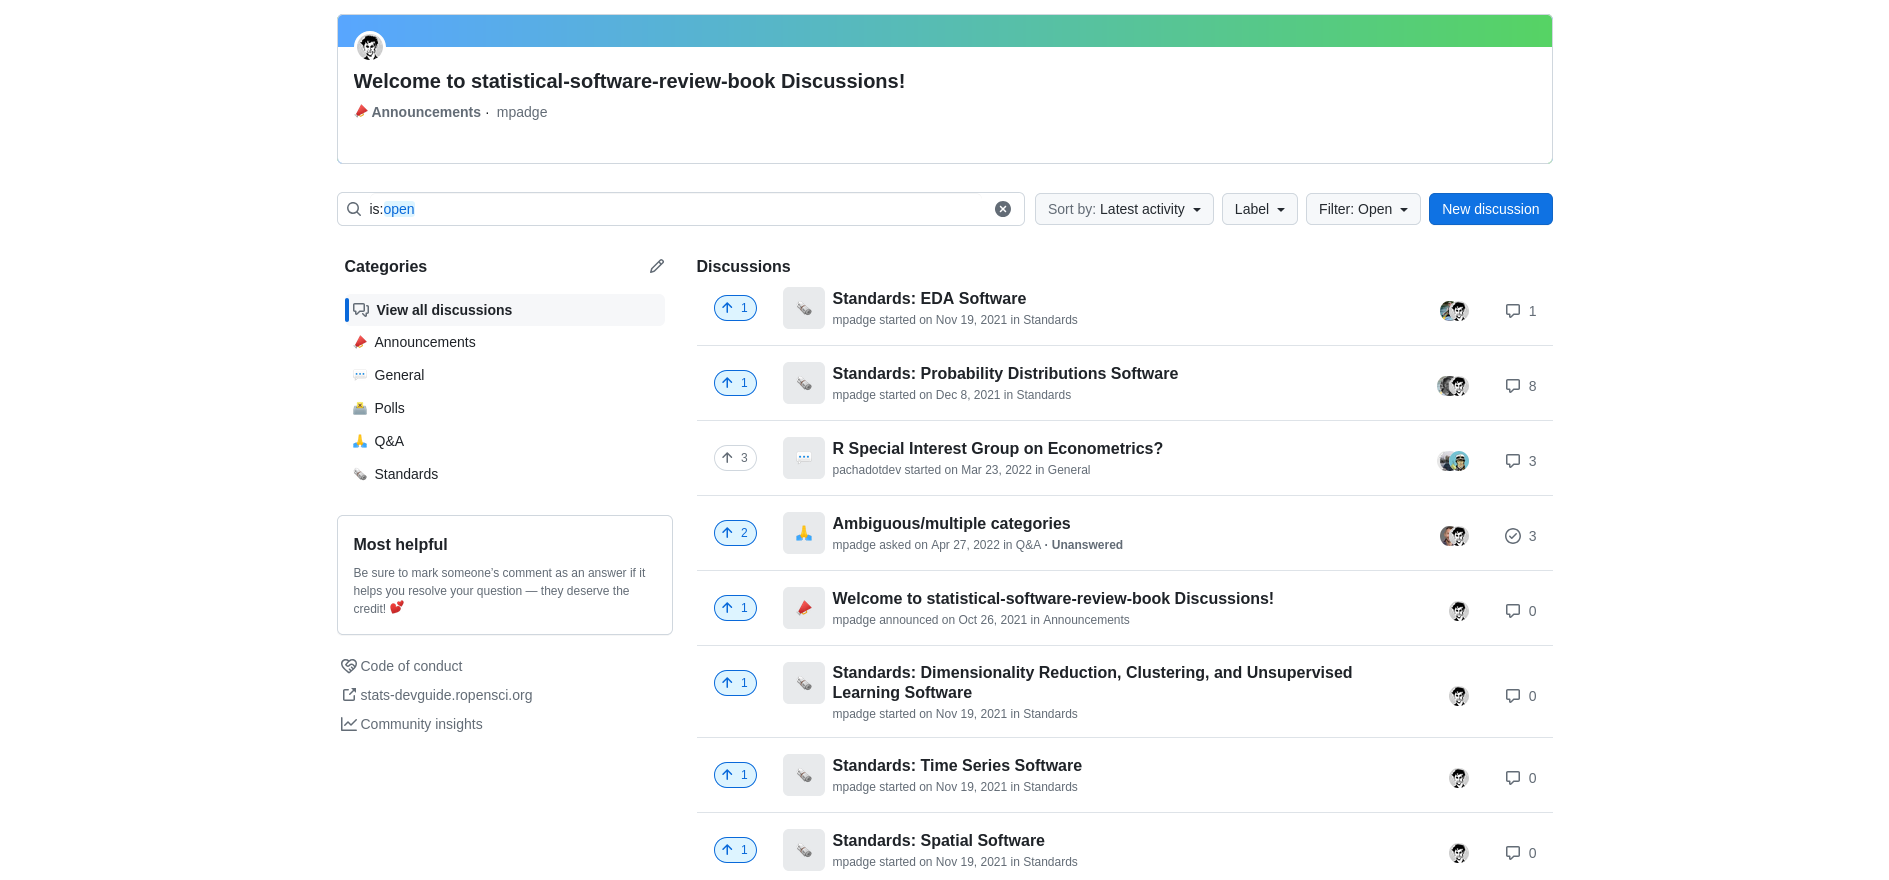 Welcome to statistical-software-review-book Discussions!
Announcements · mpadge
is:open
Sort by: Latest activity
Label
Filter: Open
New discussion
Categories
View all discussions
Announcements
General
Polls
Q&A
Standards
Most helpful
Be sure to mark someone's comment as an answer if it
helps you resolve your question — they deserve the
credit!
Code of conduct
stats-devguide.ropensci.org
Community insights
Discussions
1
Standards: EDA Software
mpadge started on Nov 19, 2021 in Standards
1
1
Standards: Probability Distributions Software
mpadge started on Dec 8, 2021 in Standards
8
3
R Special Interest Group on Econometrics?
pachadotdev started on Mar 23, 2022 in General
3
2
Ambiguous/multiple categories
mpadge asked on Apr 27, 2022 in Q&A · Unanswered
3
1
Welcome to statistical-software-review-book Discussions!
mpadge announced on Oct 26, 2021 in Announcements
0
1
Standards: Dimensionality Reduction, Clustering, and Unsupervised
Learning Software
mpadge started on Nov 19, 2021 in Standards
0
1
Standards: Time Series Software
mpadge started on Nov 19, 2021 in Standards
0
1
Standards: Spatial Software
mpadge started on Nov 19, 2021 in Standards
0